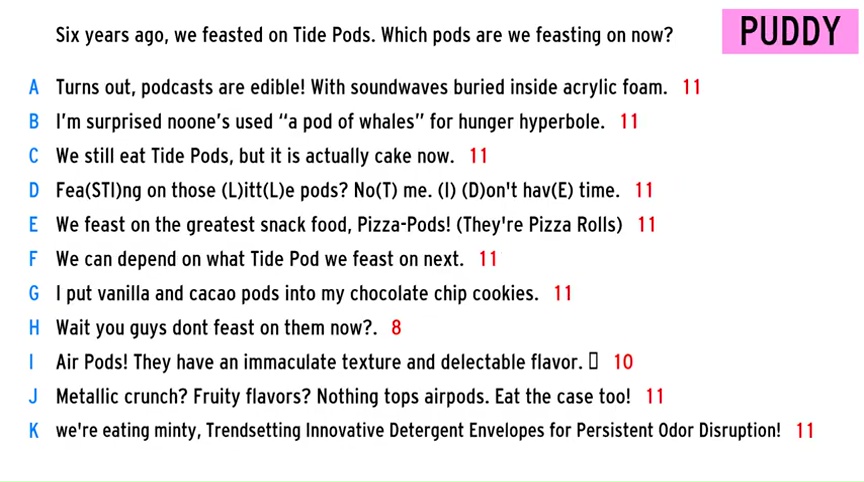 Six years ago, we feasted on Tide Pods. Which pods are we feasting on now?
PUDDY
A Turns out, podcasts are edible! With soundwaves buried inside acrylic foam. 11
B I'm surprised noone's used “a pod of whales” for hunger hyperbole. 11
C We still eat Tide Pods, but it is actually cake now. 11
D Fea(STI)ng on those (L)itt(L)e pods? No(T) me. (I) (D)on't hav(E) time. 11
E We feast on the greatest snack food, Pizza-Pods! (They're Pizza Rolls) 11
F We can depend on what Tide Pod we feast on next. 11
G I put vanilla and cacao pods into my chocolate chip cookies. 11
H Wait you guys dont feast on them now?. 8
I Air Pods! They have an immaculate texture and delectable flavor. 10
J Metallic crunch? Fruity flavors? Nothing tops airpods. Eat the case too! 11
K we're eating minty, Trendsetting Innovative Detergent Envelopes for Persistent Odor Disruption! 11